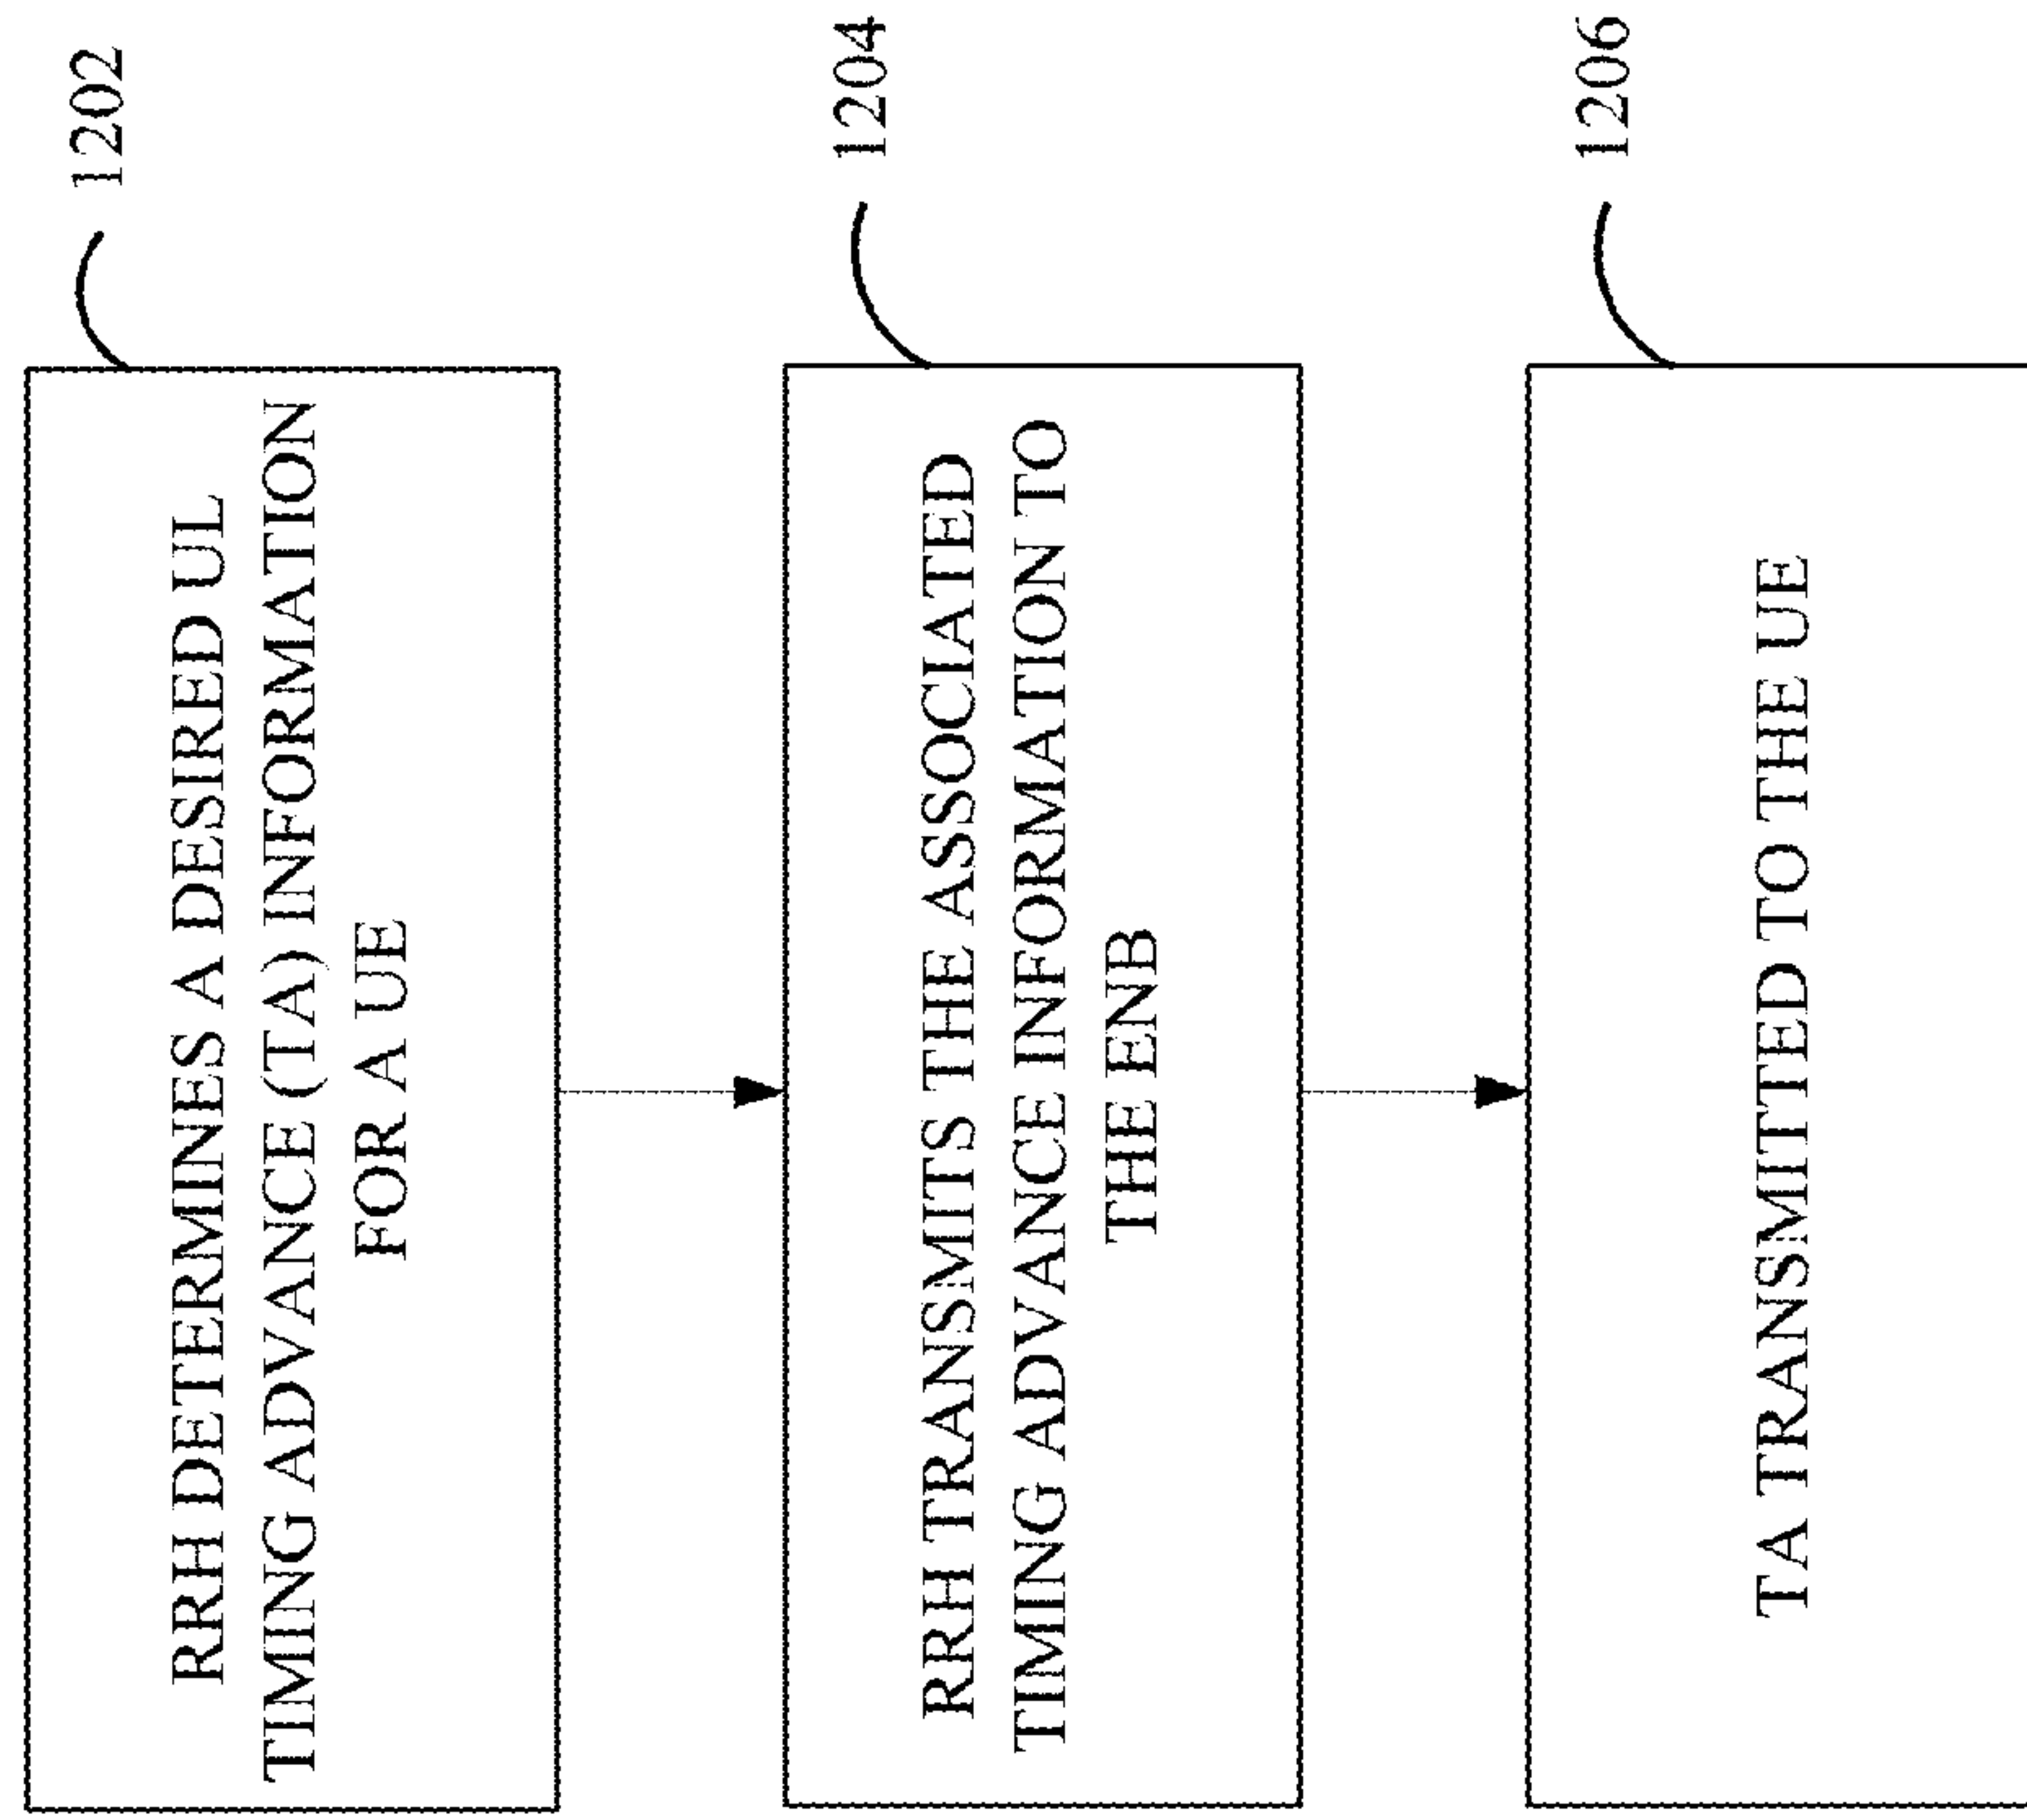 1202
RRH DETERMINES A DESIRED UL
TIMING ADVANCE (TA) INFORMATION
FOR A UE
1204
RRH TRANSMITS THE ASSOCIATED
TIMING ADVANCE INFORMATION TO
THE ENB
1206
TA TRANSMITTED TO THE UE